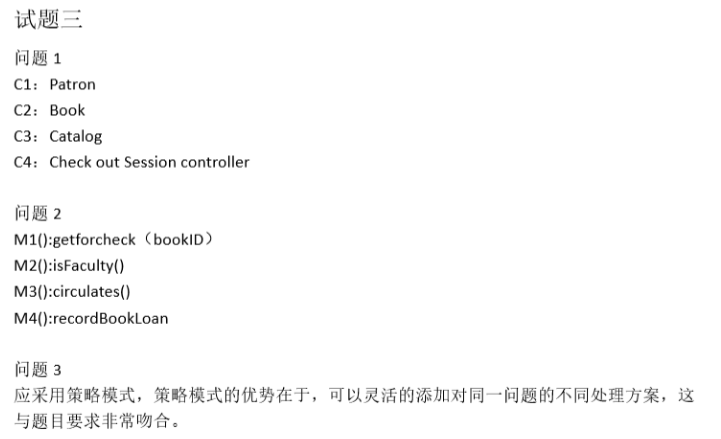 试题三
问题 1
C1：Patron
C2：Book
C3：Catalog
C4：Check out Session controller
问题 2
M1():getforcheck（bookID）
M2():isFaculty()
M3():circulates()
M4():recordBookLoan
问题 3
应采用策略模式，策略模式的优势在于，可以灵活的添加对同一问题的不同处理方案，这
与题目要求非常吻合。